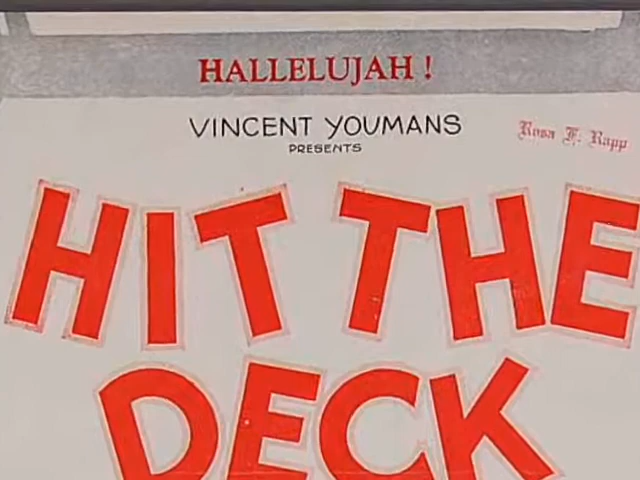 HALLELUJAH !
VINCENT YOUMANS
Rosa E. Rapp
PRESENTS
HIT THE
DECK